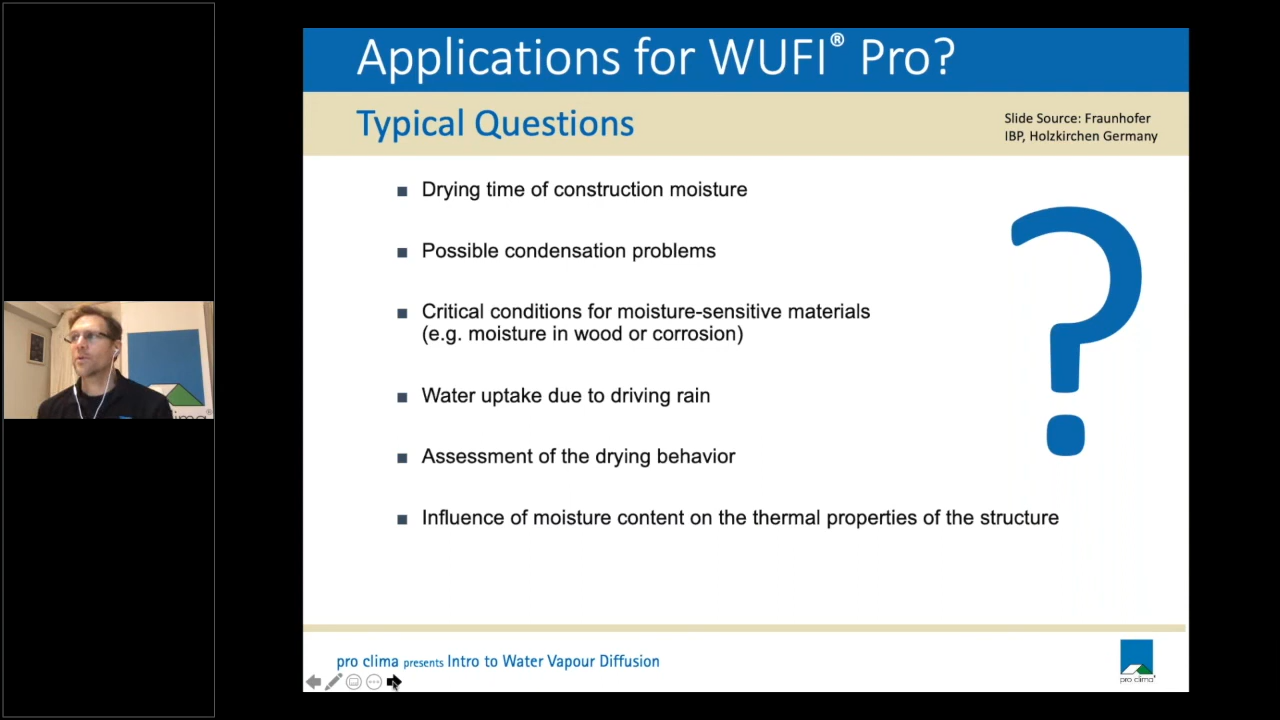 Applications for WUFI® Pro?
Typical Questions
Slide Source: Fraunhofer
IBP, Holzkirchen Germany
■ Drying time of construction moisture
■ Possible condensation problems
■ Critical conditions for moisture-sensitive materials
(e.g. moisture in wood or corrosion)
■ Water uptake due to driving rain
■ Assessment of the drying behavior
■ Influence of moisture content on the thermal properties of the structure
?
clima®
pro clima presents Intro to Water Vapour Diffusion
pro clima®